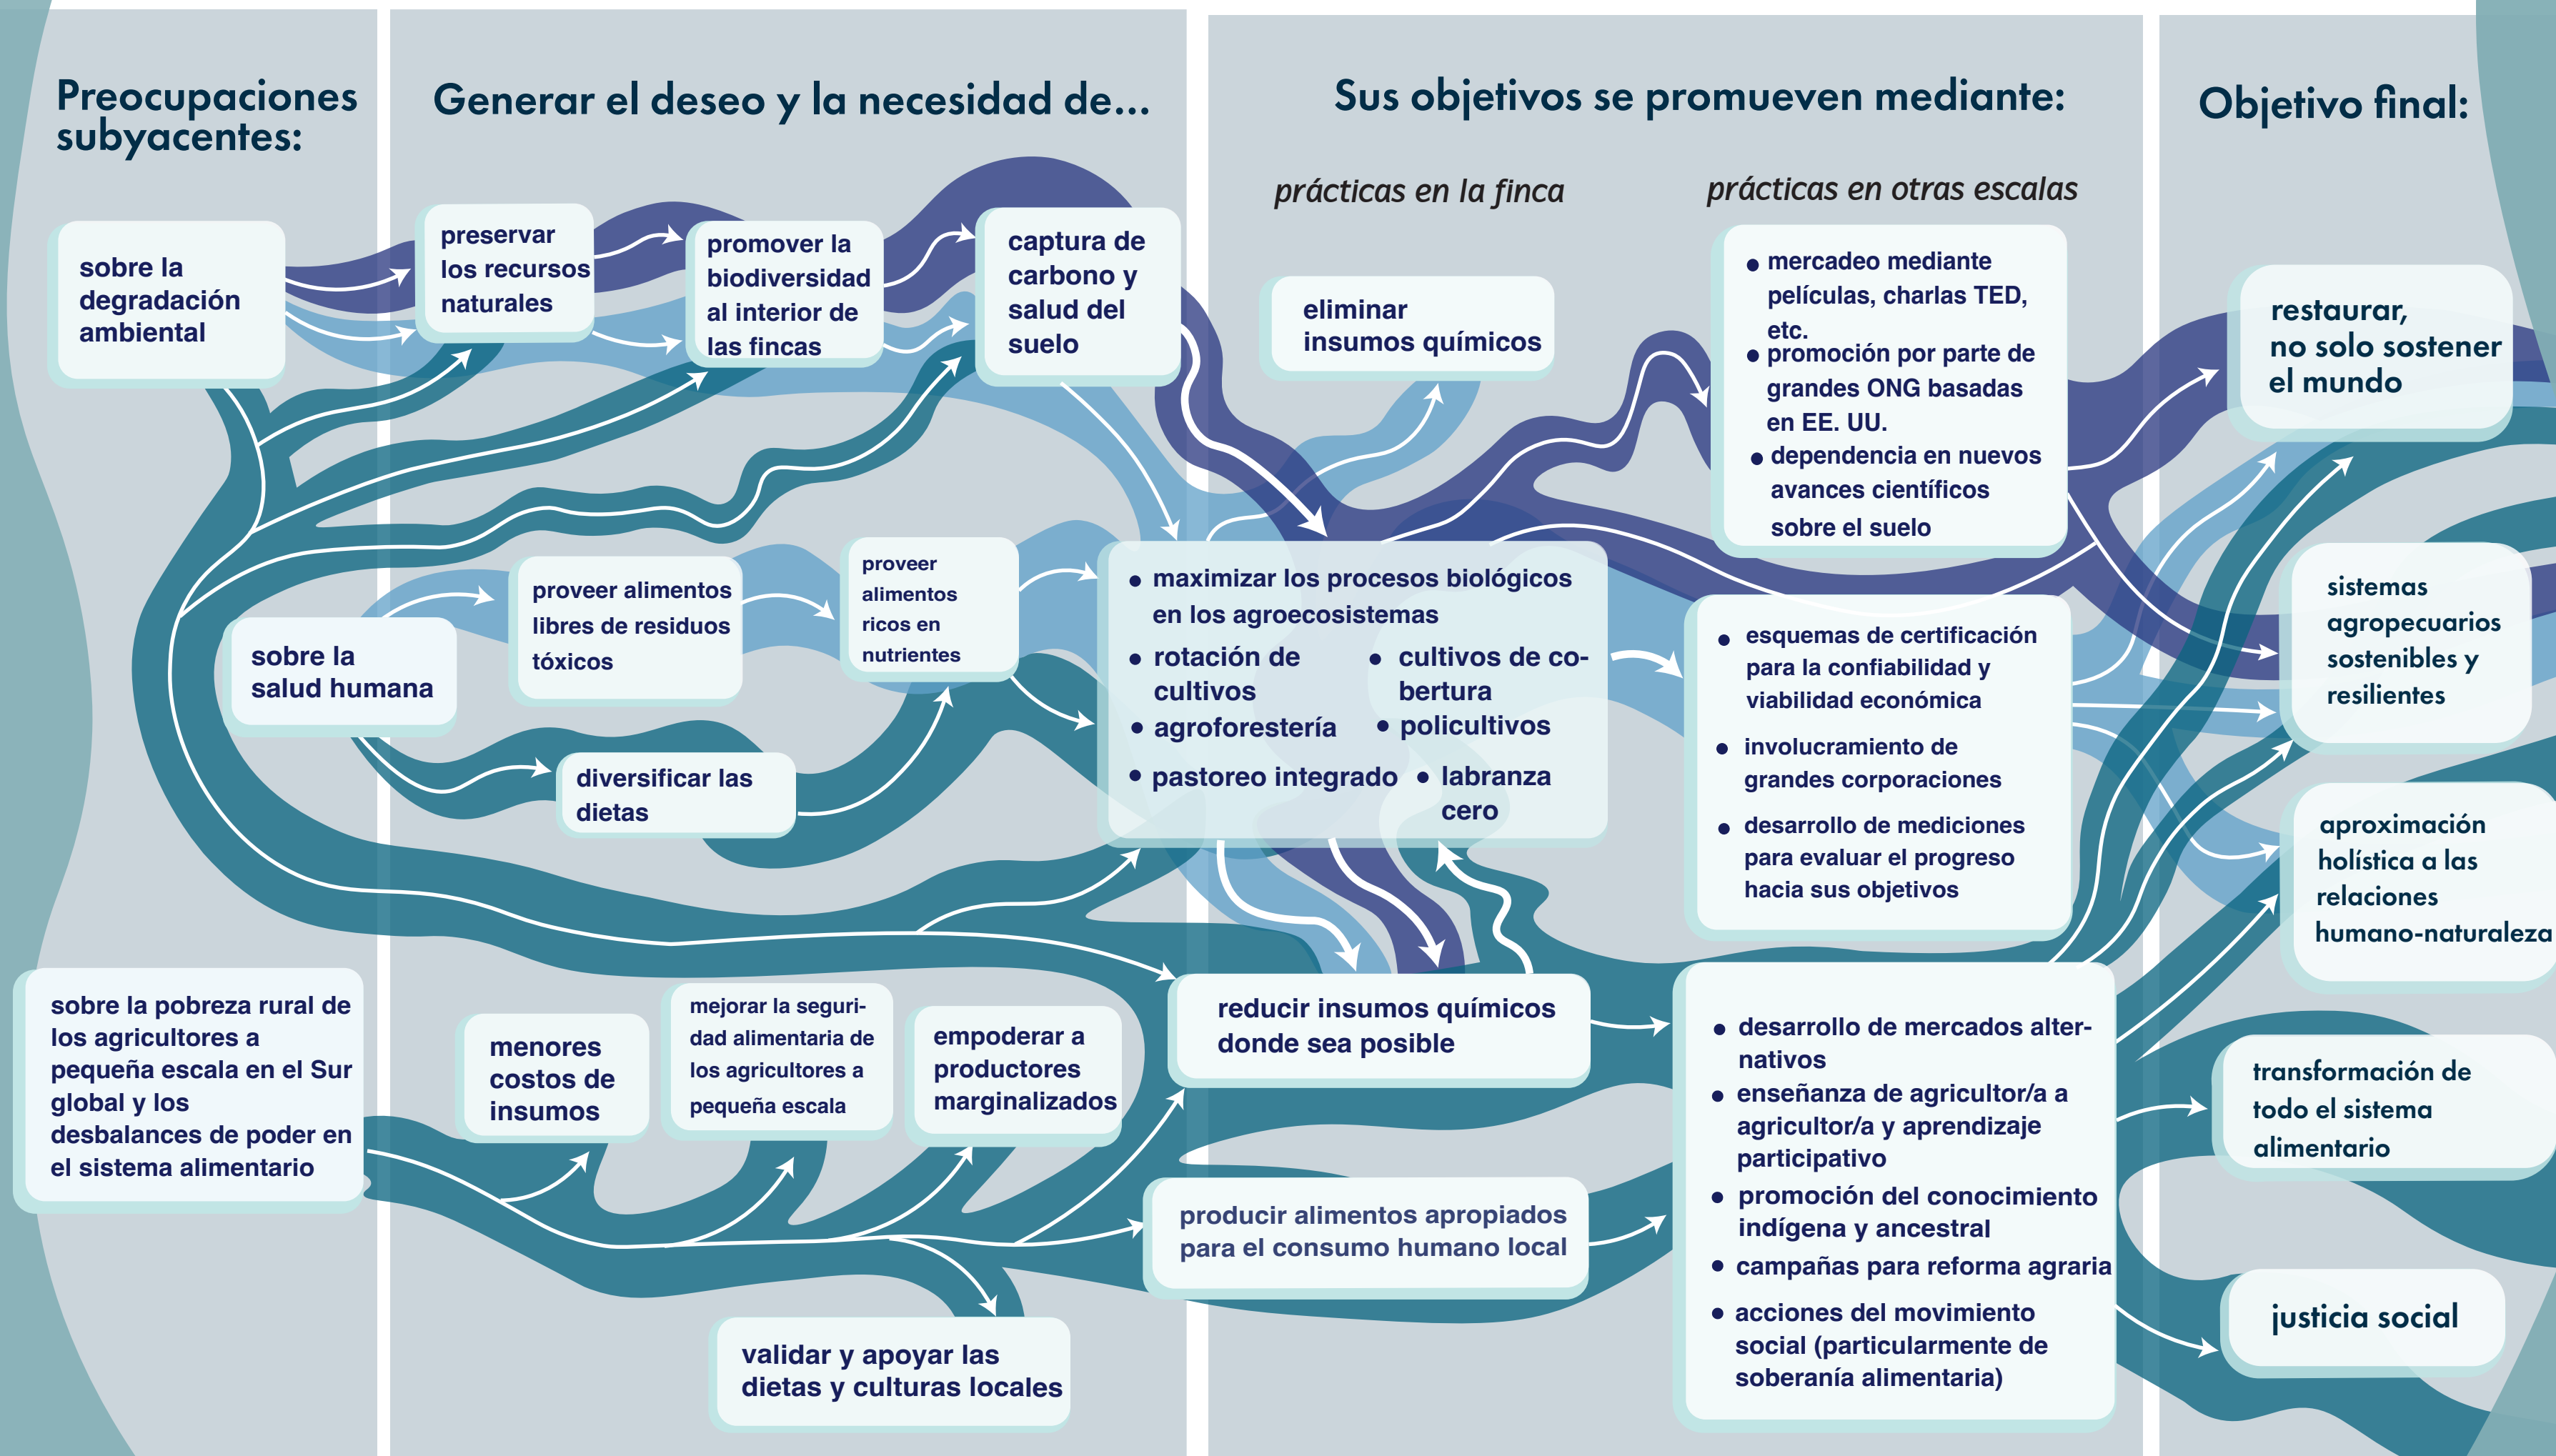 Preocupaciones
subyacentes:
sobre la
degradación
ambiental
sobre la
salud humana
sobre la pobreza rural de
los agricultores a
pequeña escala en el Sur
global y los
desbalances de poder en
el sistema alimentario
Generar el deseo y la necesidad de...
preservar
los recursos
naturales
promover la
biodiversidad
al interior de
las fincas
captura de
carbono y
salud del
suelo
proveer alimentos
libres de residuos
tóxicos
proveer
alimentos
ricos en
nutrientes
diversificar las
dietas
menores
costos de
insumos
mejorar la seguri-
dad alimentaria de
los agricultores a
pequeña escala
empoderar a
productores
marginalizados
validar y apoyar las
dietas y culturas locales
Sus objetivos se promueven mediante:
prácticas en la finca
eliminar
insumos químicos
• maximizar los procesos biológicos
en los agroecosistemas
• rotación de
cultivos
• cultivos de co-
bertura
• agroforestería
• policultivos
• pastoreo integrado
• labranza
cero
reducir insumos químicos
donde sea posible
producir alimentos apropiados
para el consumo humano local
prácticas en otras escalas
• mercadeo mediante
películas, charlas TED,
etc.
• promoción por parte de
grandes ONG basadas
en EE. UU.
• dependencia en nuevos
avances científicos
sobre el suelo
• esquemas de certificación
para la confiabilidad y
viabilidad económica
• involucramiento de
grandes corporaciones
• desarrollo de mediciones
para evaluar el progreso
hacia sus objetivos
• desarrollo de mercados alter-
nativos
• enseñanza de agricultor/a a
agricultor/a y aprendizaje
participativo
• promoción del conocimiento
indígena y ancestral
• campañas para reforma agraria
• acciones del movimiento
social (particularmente de
soberanía alimentaria)
Objetivo final:
restaurar,
no solo sostener
el mundo
sistemas
agropecuarios
sostenibles y
resilientes
aproximación
holística a las
relaciones
humano-naturaleza
transformación de
todo el sistema
alimentario
justicia social